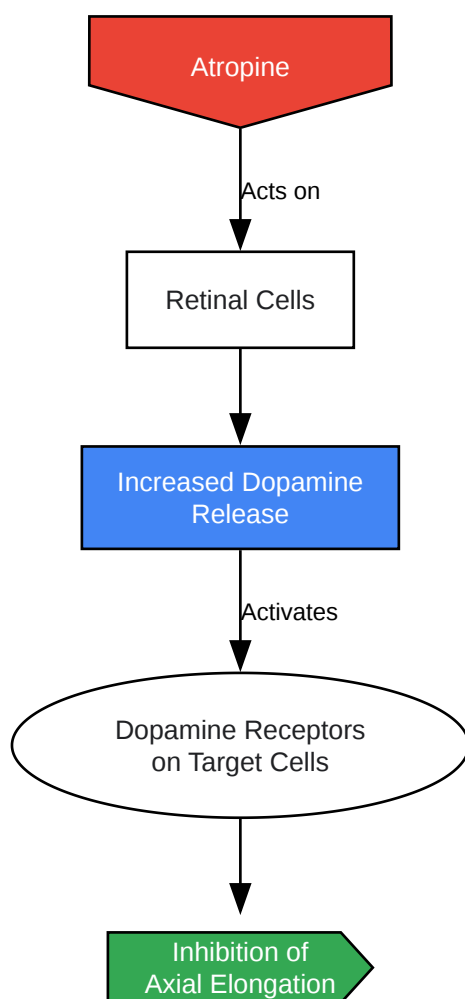 Atropine
Acts on
Retinal Cells
Increased Dopamine
Release
Activates
Dopamine Receptors
on Target Cells
Inhibition of
Axial Elongation